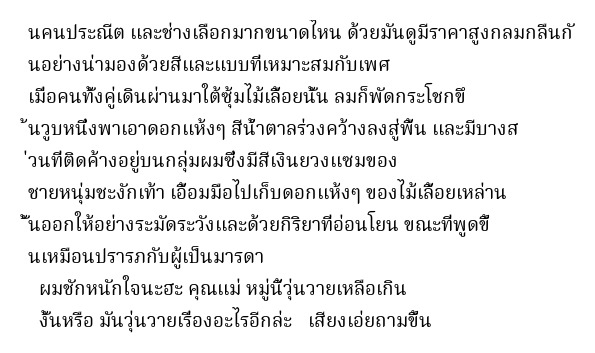 นคนประณีต และช่างเลือกมากขนาดไหน ด้วยมันดูมีราคาสูงกลมกลืนกั
นอย่างน่ามองด้วยสีและแบบที่เหมาะสมกับเพศ
เมื่อคนทั้งคู่เดินผ่านมาใต้ซุ้มไม้เลื้อยนั้น ลมก็พัดกระโชกขึ
้นวูบหนึ่งพาเอาดอกแห้งๆ สีน้ำตาลร่วงคว้างลงสู่พื้น และมีบางส
่วนที่ติดค้างอยู่บนกลุ่มผมซึ่งมีสีเงินยวงแซมของ
ชายหนุ่มชะงักเท้า เอื้อมมือไปเก็บดอกแห้งๆ ของไม้เลื้อยเหล่าน
ั้นออกให้อย่างระมัดระวังและด้วยกิริยาที่อ่อนโยน ขณะที่พูดขึ้
นเหมือนปรารภกับผู้เป็นมารดา
ผมชักหนักใจนะฮะ คุณแม่ หมู่นี้วุ่นวายเหลือเกิน
งั้นหรือ มันวุ่นวายเรื่องอะไรอีกล่ะ   เสียงเอ่ยถามขึ้น